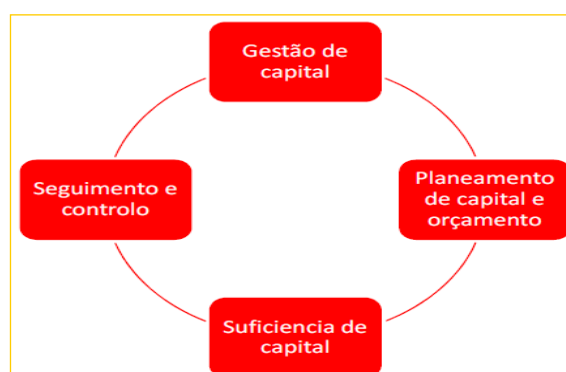 Gestão de
capital
Planeamento
de capital e
orçamento
Suficiencia de
capital
Seguimento e
controlo